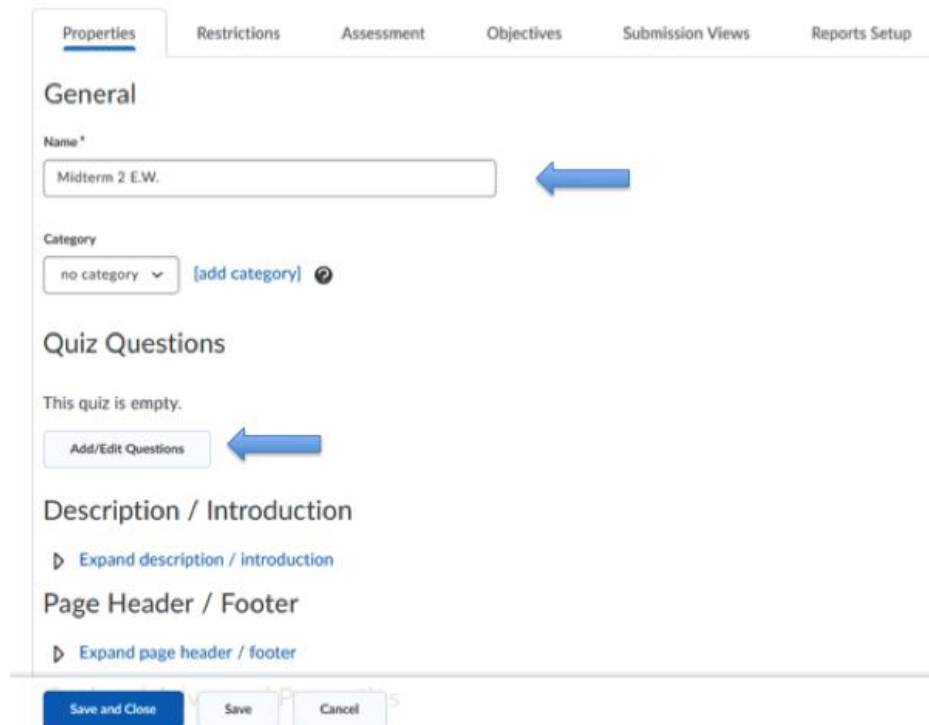 Properties Restrictions Assessment Objectives Submission Views Reports Setup
General
Name *
Midterm 2 E.W.
Category
no category [add category]
Quiz Questions
This quiz is empty.
Add/Edit Questions
Description / Introduction
Expand description / introduction
Page Header / Footer
Expand page header / footer
Save and Close Save Cancel